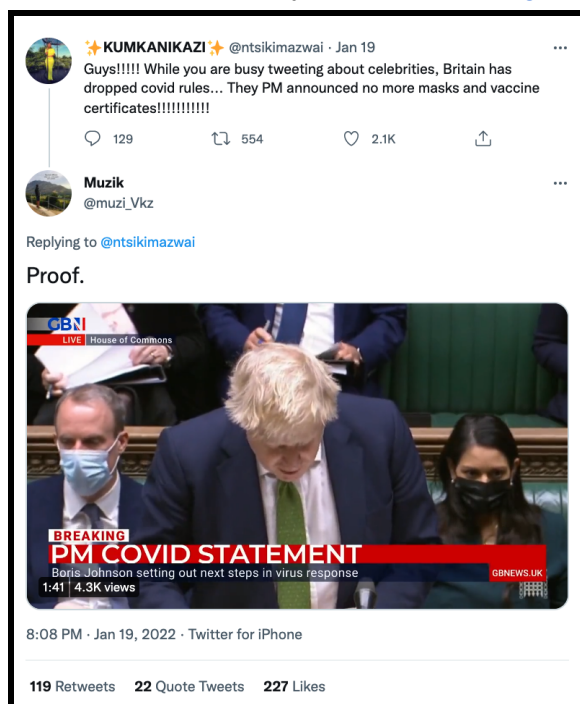 ✨KUMKANIKAZI✨ @ntsikimazwai · Jan 19
Guys!!!!! While you are busy tweeting about celebrities, Britain has
dropped covid rules... They PM announced no more masks and vaccine
certificates!!!!!!!!!!!
129 554 2.1K
Muzik
@muzi_Vkz
Replying to @ntsikimazwai
Proof.
GBN
LIVE House of Commons
BREAKING
PM COVID STATEMENT
Boris Johnson setting out next steps in virus response
GBNEWS.UK
1:41 4.3K views
8:08 PM · Jan 19, 2022 · Twitter for iPhone
119 Retweets 22 Quote Tweets 227 Likes